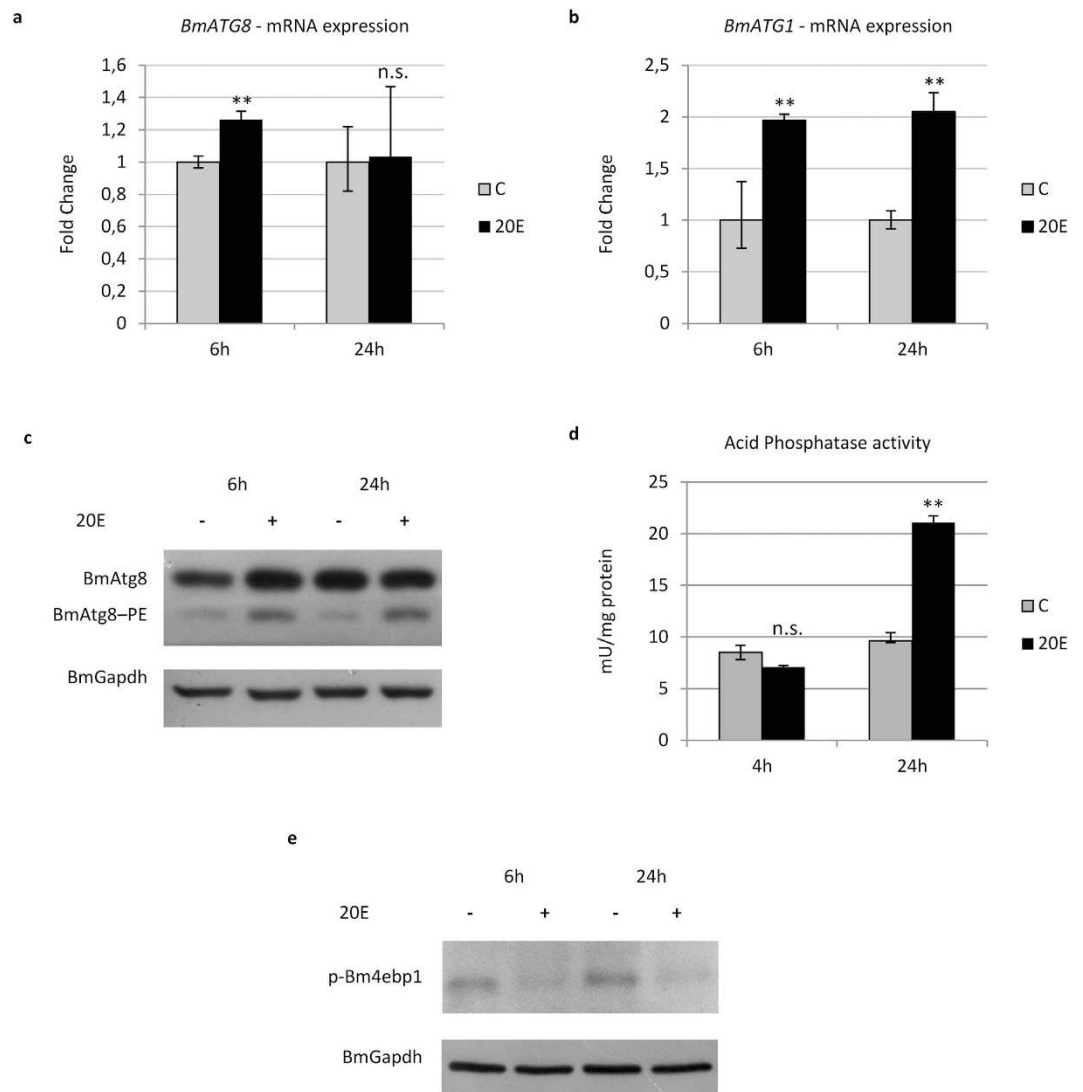 a
BmATG8 - mRNA expression
1,6
1,4
1,2
1
0,8
0,6
0,4
0,2
0
Fold Change
**
n.s.
6h
24h
C
20E
b
BmATG1 - mRNA expression
2,5
2
1,5
1
0,5
0
Fold Change
**
**
6h
24h
C
20E
c
6h 24h
20E - + - +
BmAtg8
BmAtg8–PE
BmGapdh
d
Acid Phosphatase activity
25
20
15
10
5
0
mU/mg protein
n.s.
**
4h
24h
C
20E
e
6h 24h
20E - + - +
p-Bm4ebp1
BmGapdh